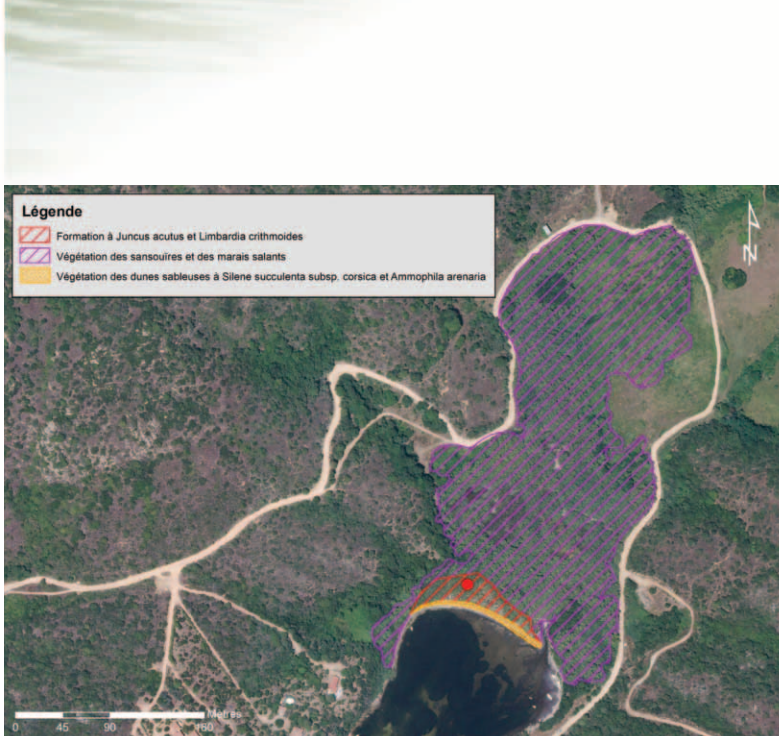 Légende
Formation à Juncus acutus et Limbardia crithmoides
Végétation des sansouïres et des marais salants
Végétation des dunes sableuses à Silene succulenta subsp. corsica et Ammophila arenaria
N
Mètres
0 45 90 180